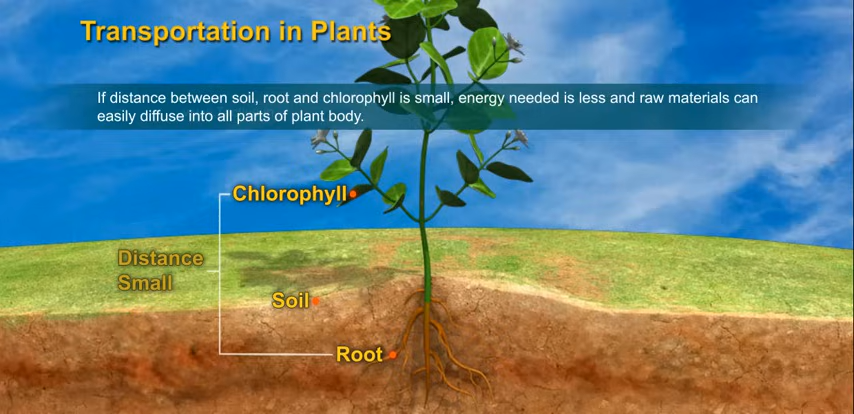 Transportation in Plants
If distance between soil, root and chlorophyll is small, energy needed is less and raw materials can
easily diffuse into all parts of plant body.
Chlorophyll
Distance
Small
Soil
Root